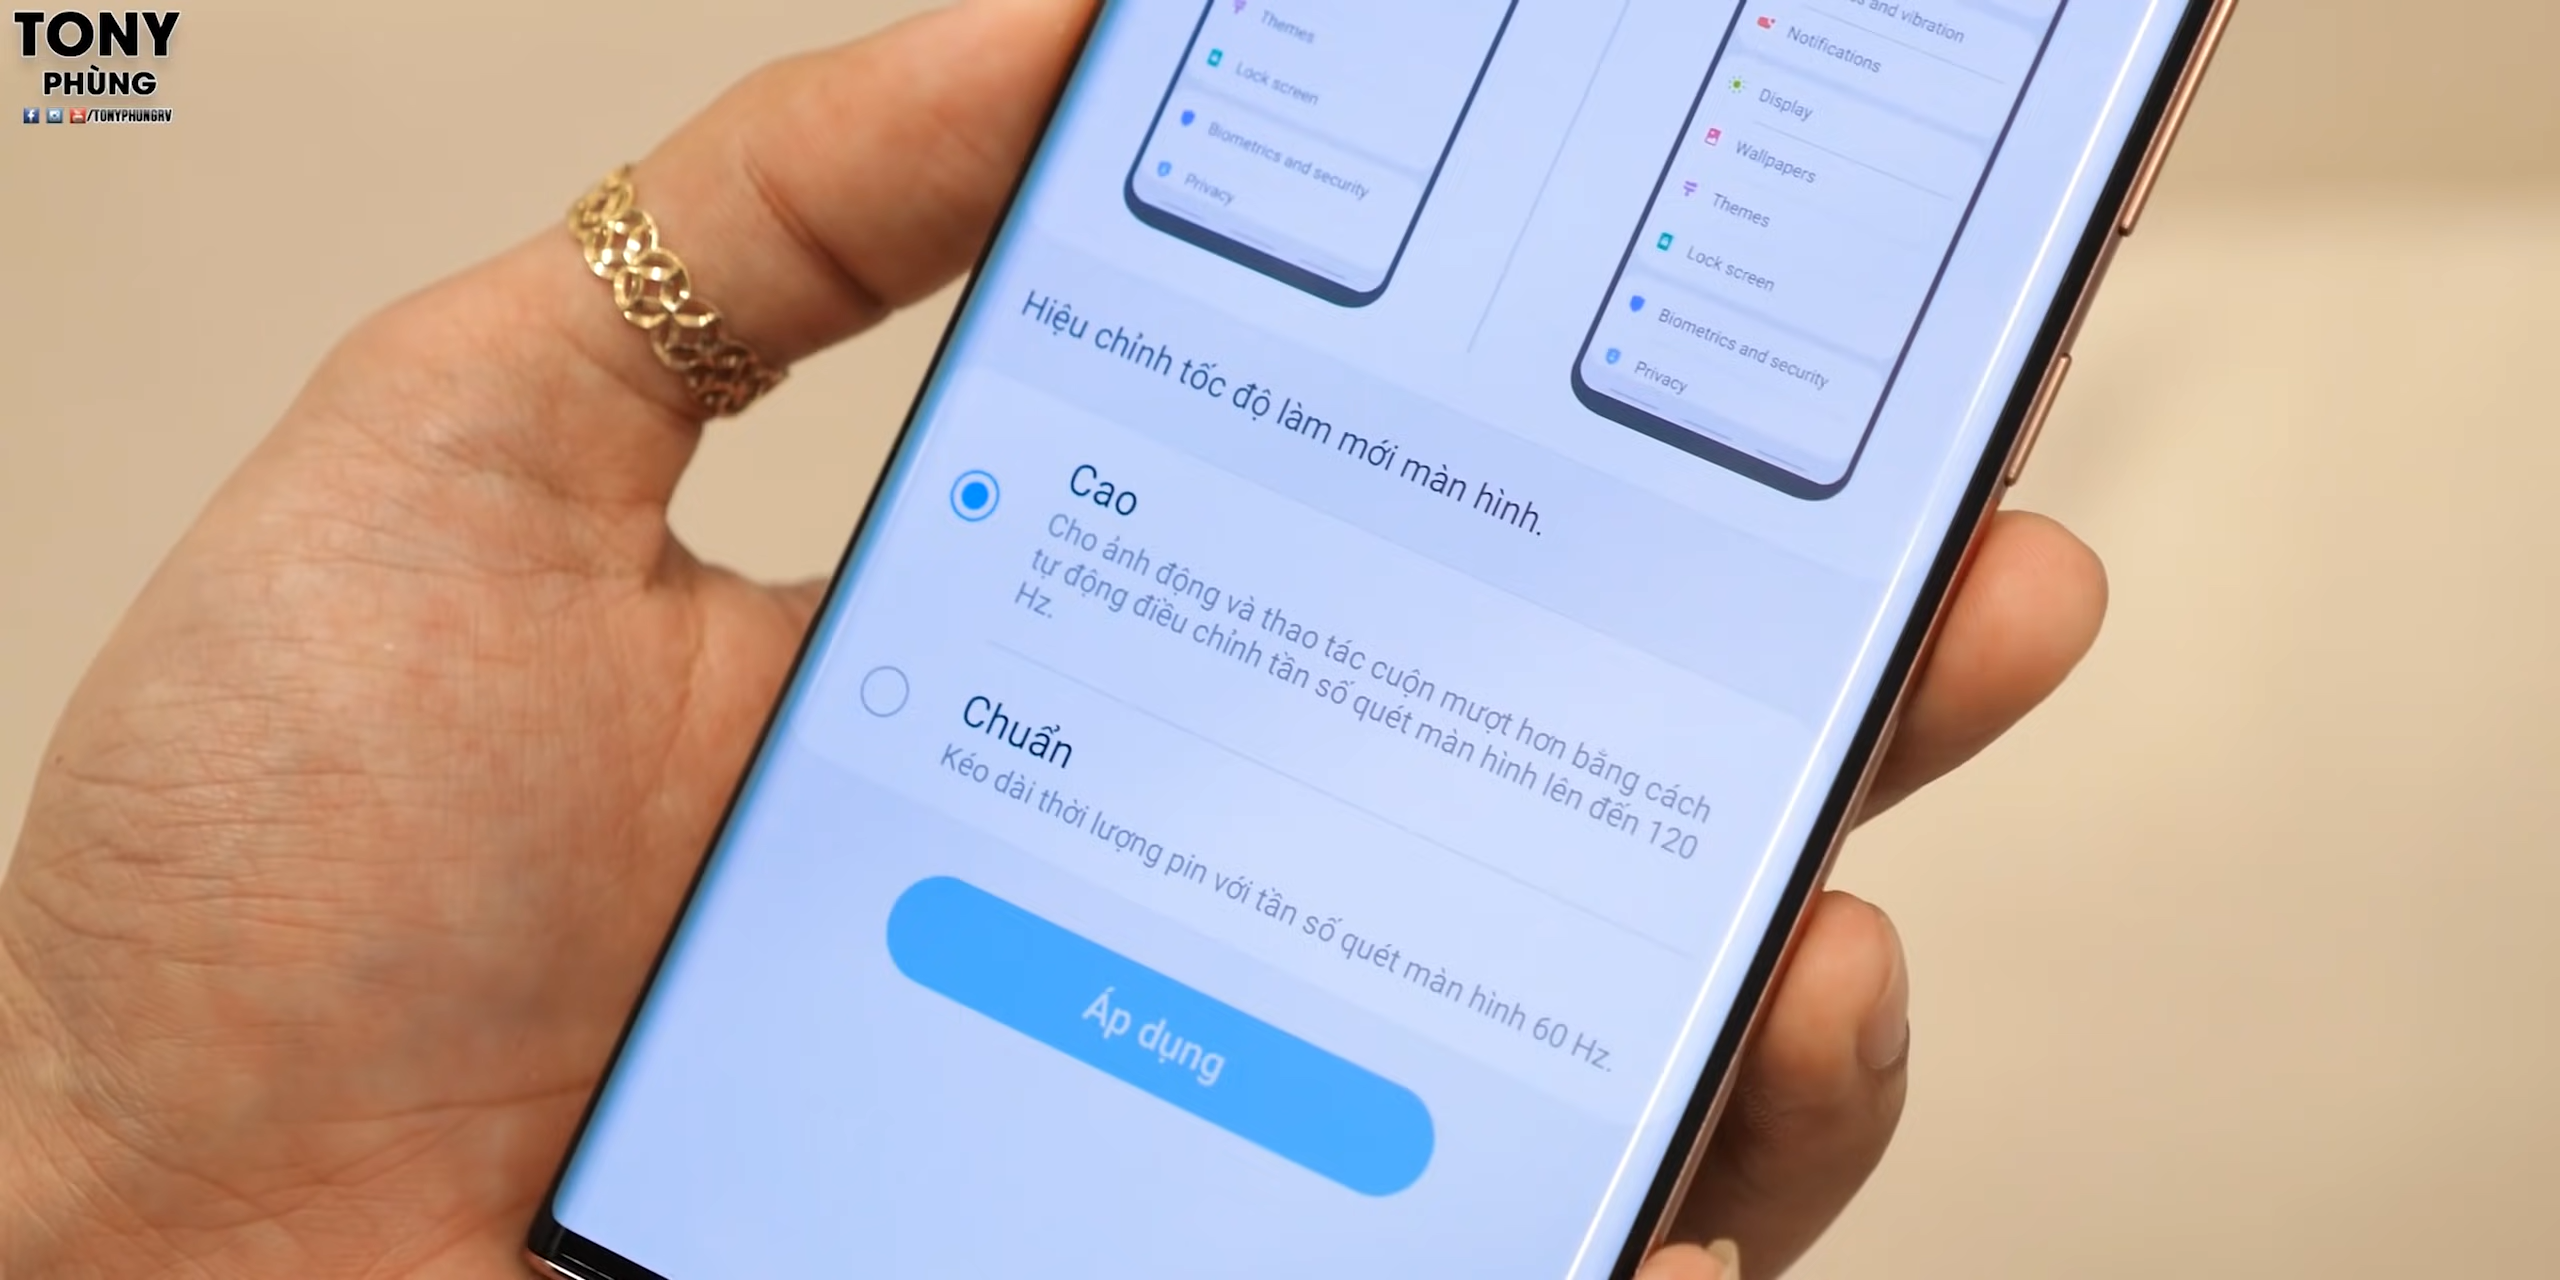 TONY
PHÙNG
/TONYPHUNGRV
Themes
Lock screen
Biometrics and security
Privacy
and vibration
Notifications
Display
Wallpapers
Themes
Lock screen
Biometrics and security
Privacy
Hiệu chỉnh tốc độ làm mới màn hình.
Cao
Cho ảnh động và thao tác cuộn mượt hơn bằng cách
tự động điều chỉnh tần số quét màn hình lên đến 120
Hz.
Chuẩn
Kéo dài thời lượng pin với tần số quét màn hình 60 Hz.
Áp dụng